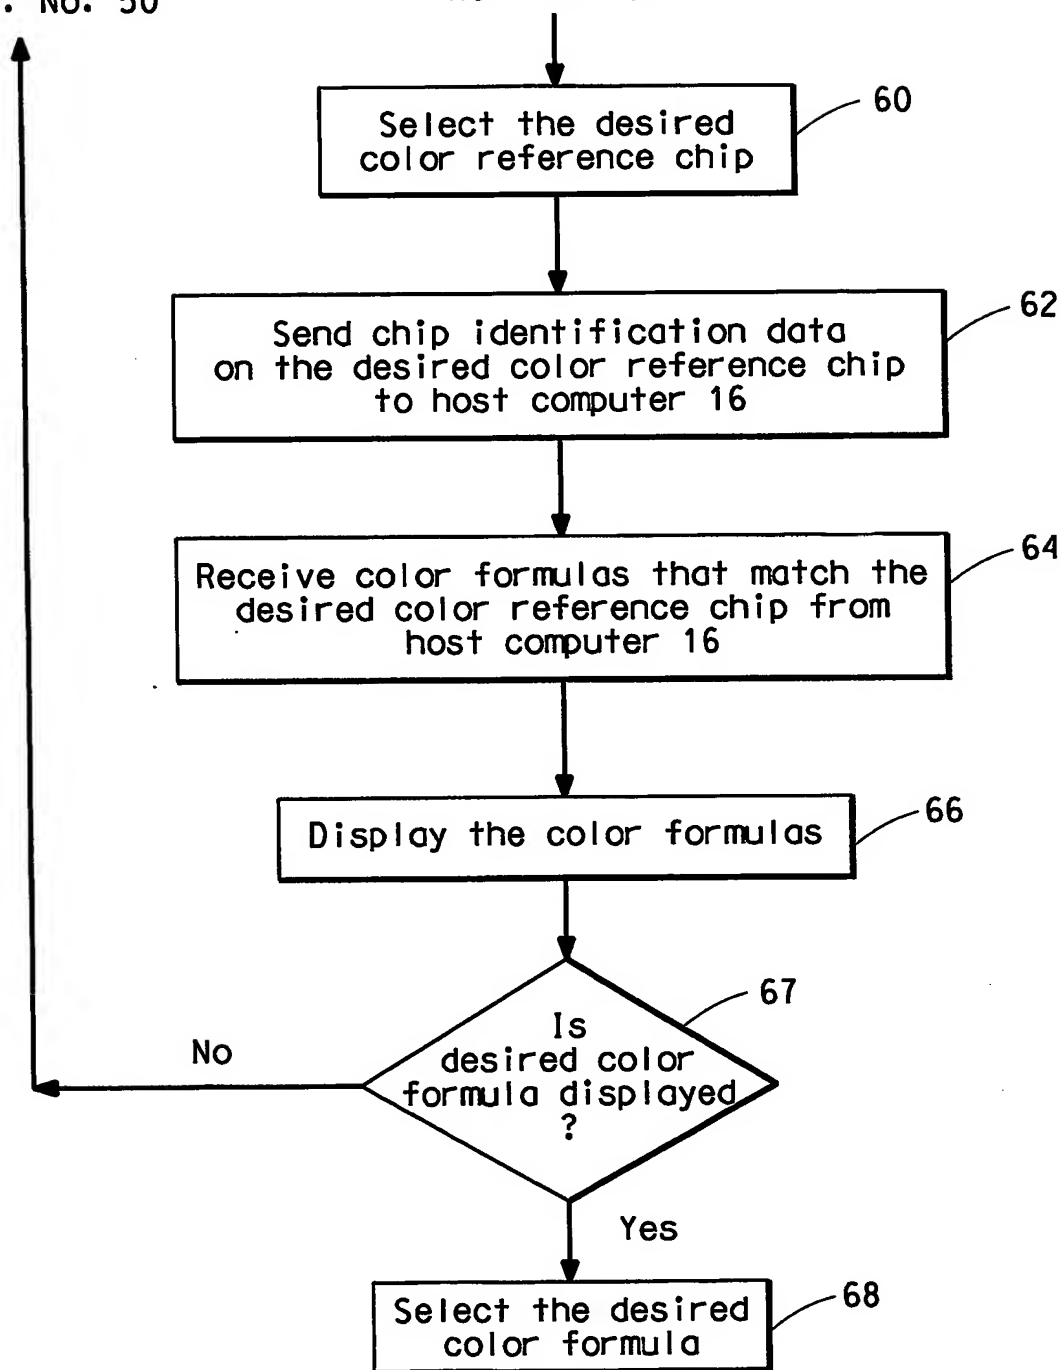 No. 50
60
Select the desired
color reference chip
62
Send chip identification data
on the desired color reference chip
to host computer 16
64
Receive color formulas that match the
desired color reference chip from
host computer 16
66
Display the color formulas
67
Is
desired color
formula displayed
?
No
Yes
68
Select the desired
color formula